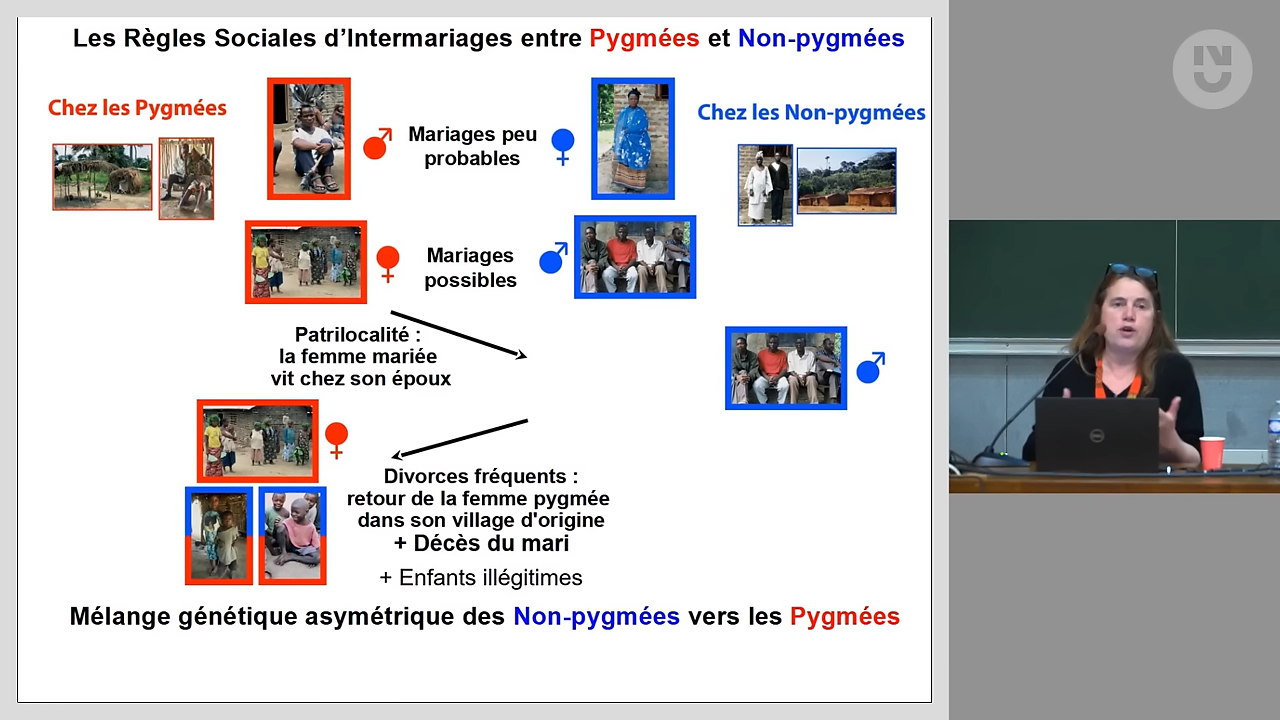 Les Règles Sociales d’Intermariages entre Pygmées et Non-pygmées
Chez les Pygmées
Mariages peu
probables
Chez les Non-pygmées
Mariages
possibles
Patrilocalité :
la femme mariée
vit chez son époux
Divorces fréquents :
retour de la femme pygmée
dans son village d'origine
+ Décès du mari
+ Enfants illégitimes
Mélange génétique asymétrique des Non-pygmées vers les Pygmées
DELL